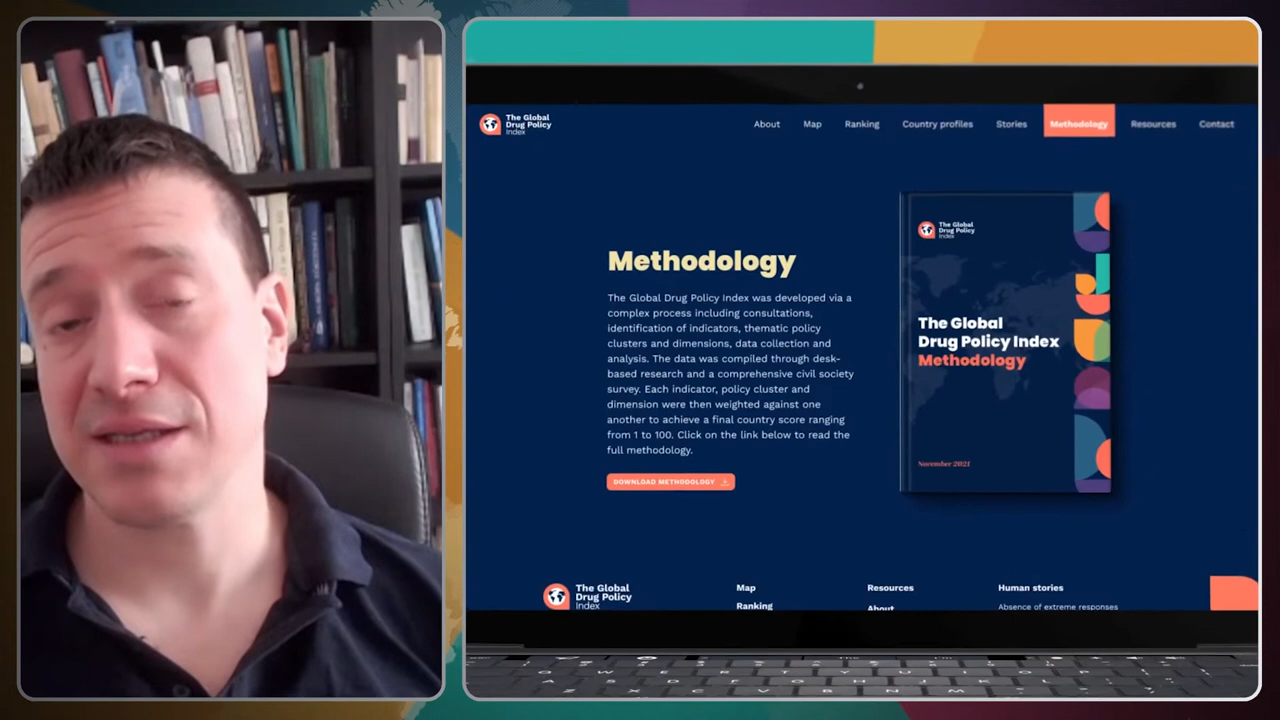 The Global
Drug Policy
Index
About
Map
Ranking
Country profiles
Stories
Methodology
Resources
Contact
Methodology
The Global Drug Policy Index was developed via a
complex process including consultations,
identification of indicators, thematic policy
clusters and dimensions, data collection and
analysis. The data was compiled through desk-
based research and a comprehensive civil society
survey. Each indicator, policy cluster and
dimension were then weighted against one
another to achieve a final country score ranging
from 1 to 100. Click on the link below to read the
full methodology.
DOWNLOAD METHODOLOGY
The Global
Drug Policy
Index
The Global
Drug Policy Index
Methodology
November 2021
The Global
Drug Policy
Index
Map
Ranking
Resources
About
Human stories
Absence of extreme responses
Q W E R T Y U I O P
A S D F G H J K L
Z X C V B N M